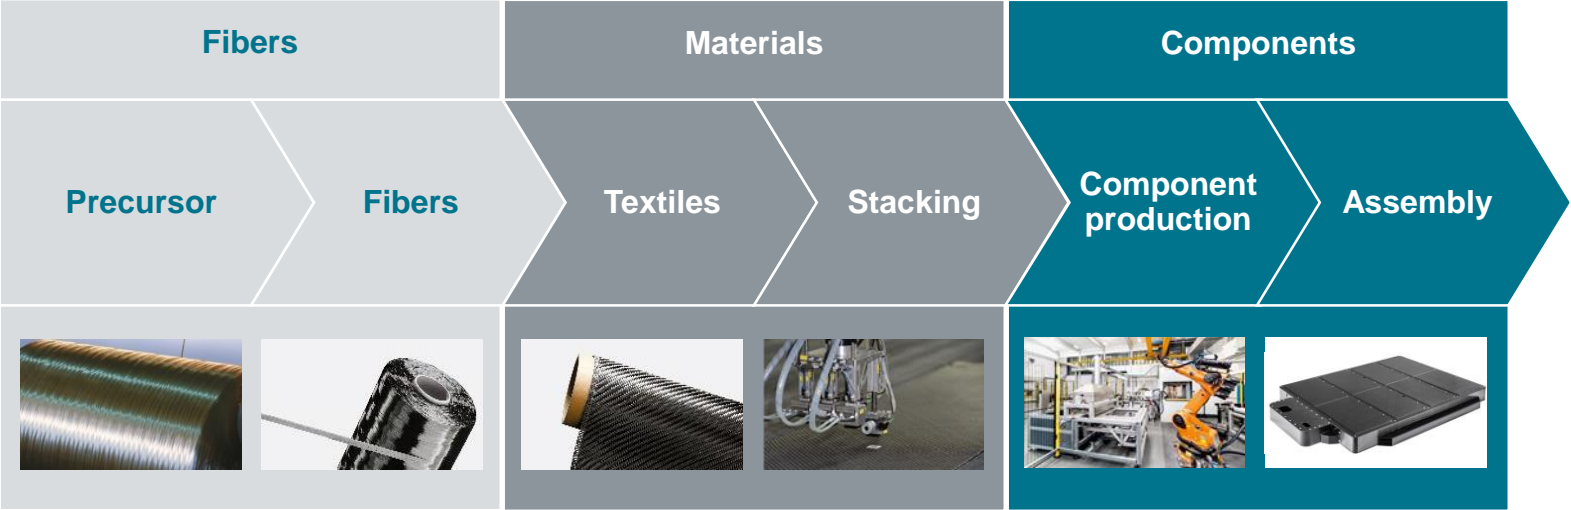 Fibers
Materials
Components
Precursor
Fibers
Textiles
Stacking
Component
production
Assembly